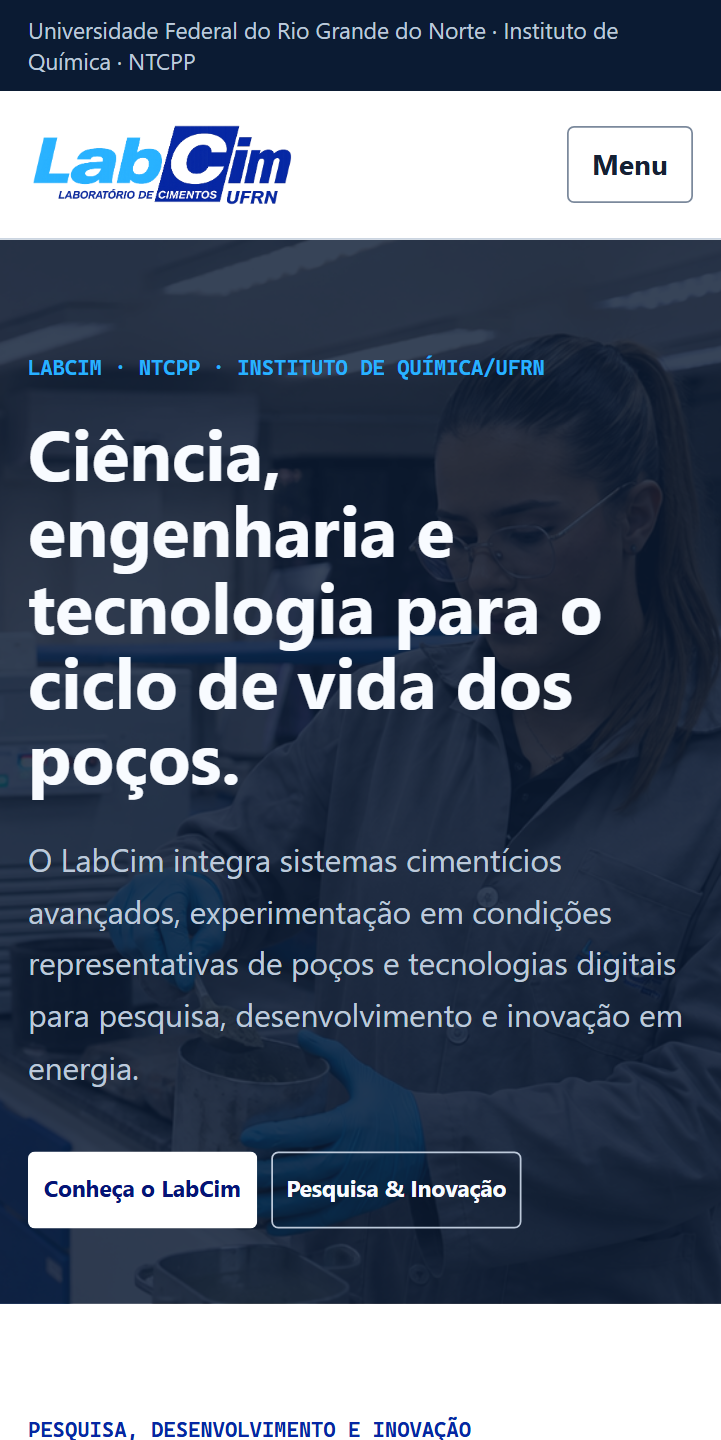 Universidade Federal do Rio Grande do Norte · Instituto de
Química · NTCPP
LabCim
LABORATÓRIO DE CIMENTOS UFRN
Menu
LABCIM · NTCPP · INSTITUTO DE QUÍMICA/UFRN
Ciência,
engenharia e
tecnologia para o
ciclo de vida dos
poços.
O LabCim integra sistemas cimentícios
avançados, experimentação em condições
representativas de poços e tecnologias digitais
para pesquisa, desenvolvimento e inovação em
energia.
Conheça o LabCim
Pesquisa & Inovação
PESQUISA, DESENVOLVIMENTO E INOVAÇÃO